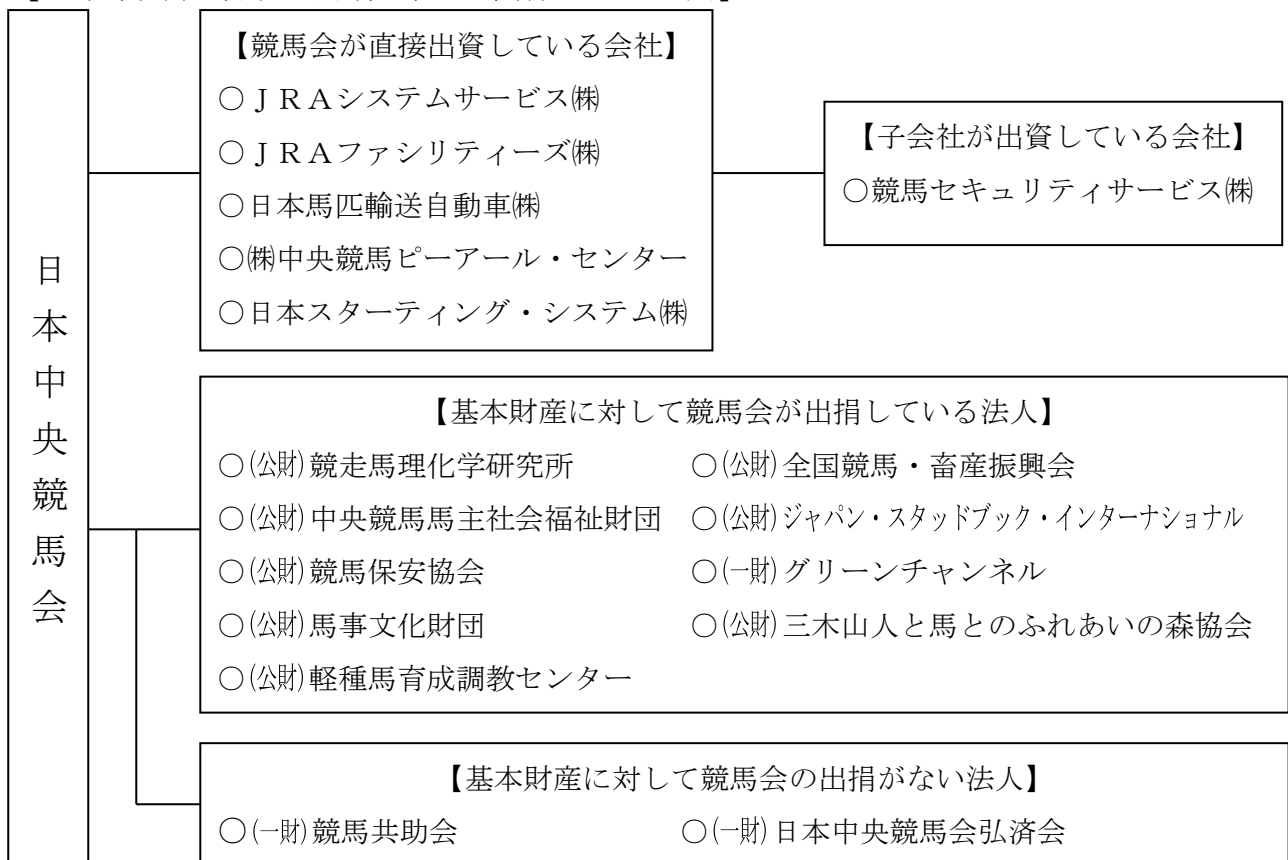 日本中央競馬会
【競馬会が直接出資している会社】
○ＪＲＡシステムサービス㈱
○ＪＲＡファシリティーズ㈱
○日本馬匹輸送自動車㈱
○㈱中央競馬ピーアール・センター
○日本スターティング・システム㈱
【子会社が出資している会社】
○競馬セキュリティサービス㈱
【基本財産に対して競馬会が出捐している法人】
○(公財)競走馬理化学研究所 ○(公財)全国競馬・畜産振興会
○(公財)中央競馬馬主社会福祉財団 ○(公財)ジャパン・スタッドブック・インターナショナル
○(公財)競馬保安協会 ○(一財)グリーンチャンネル
○(公財)馬事文化財団 ○(公財)三木山人と馬とのふれあいの森協会
○(公財)軽種馬育成調教センター
【基本財産に対して競馬会の出捐がない法人】
○(一財)競馬共助会 ○(一財)日本中央競馬会弘済会